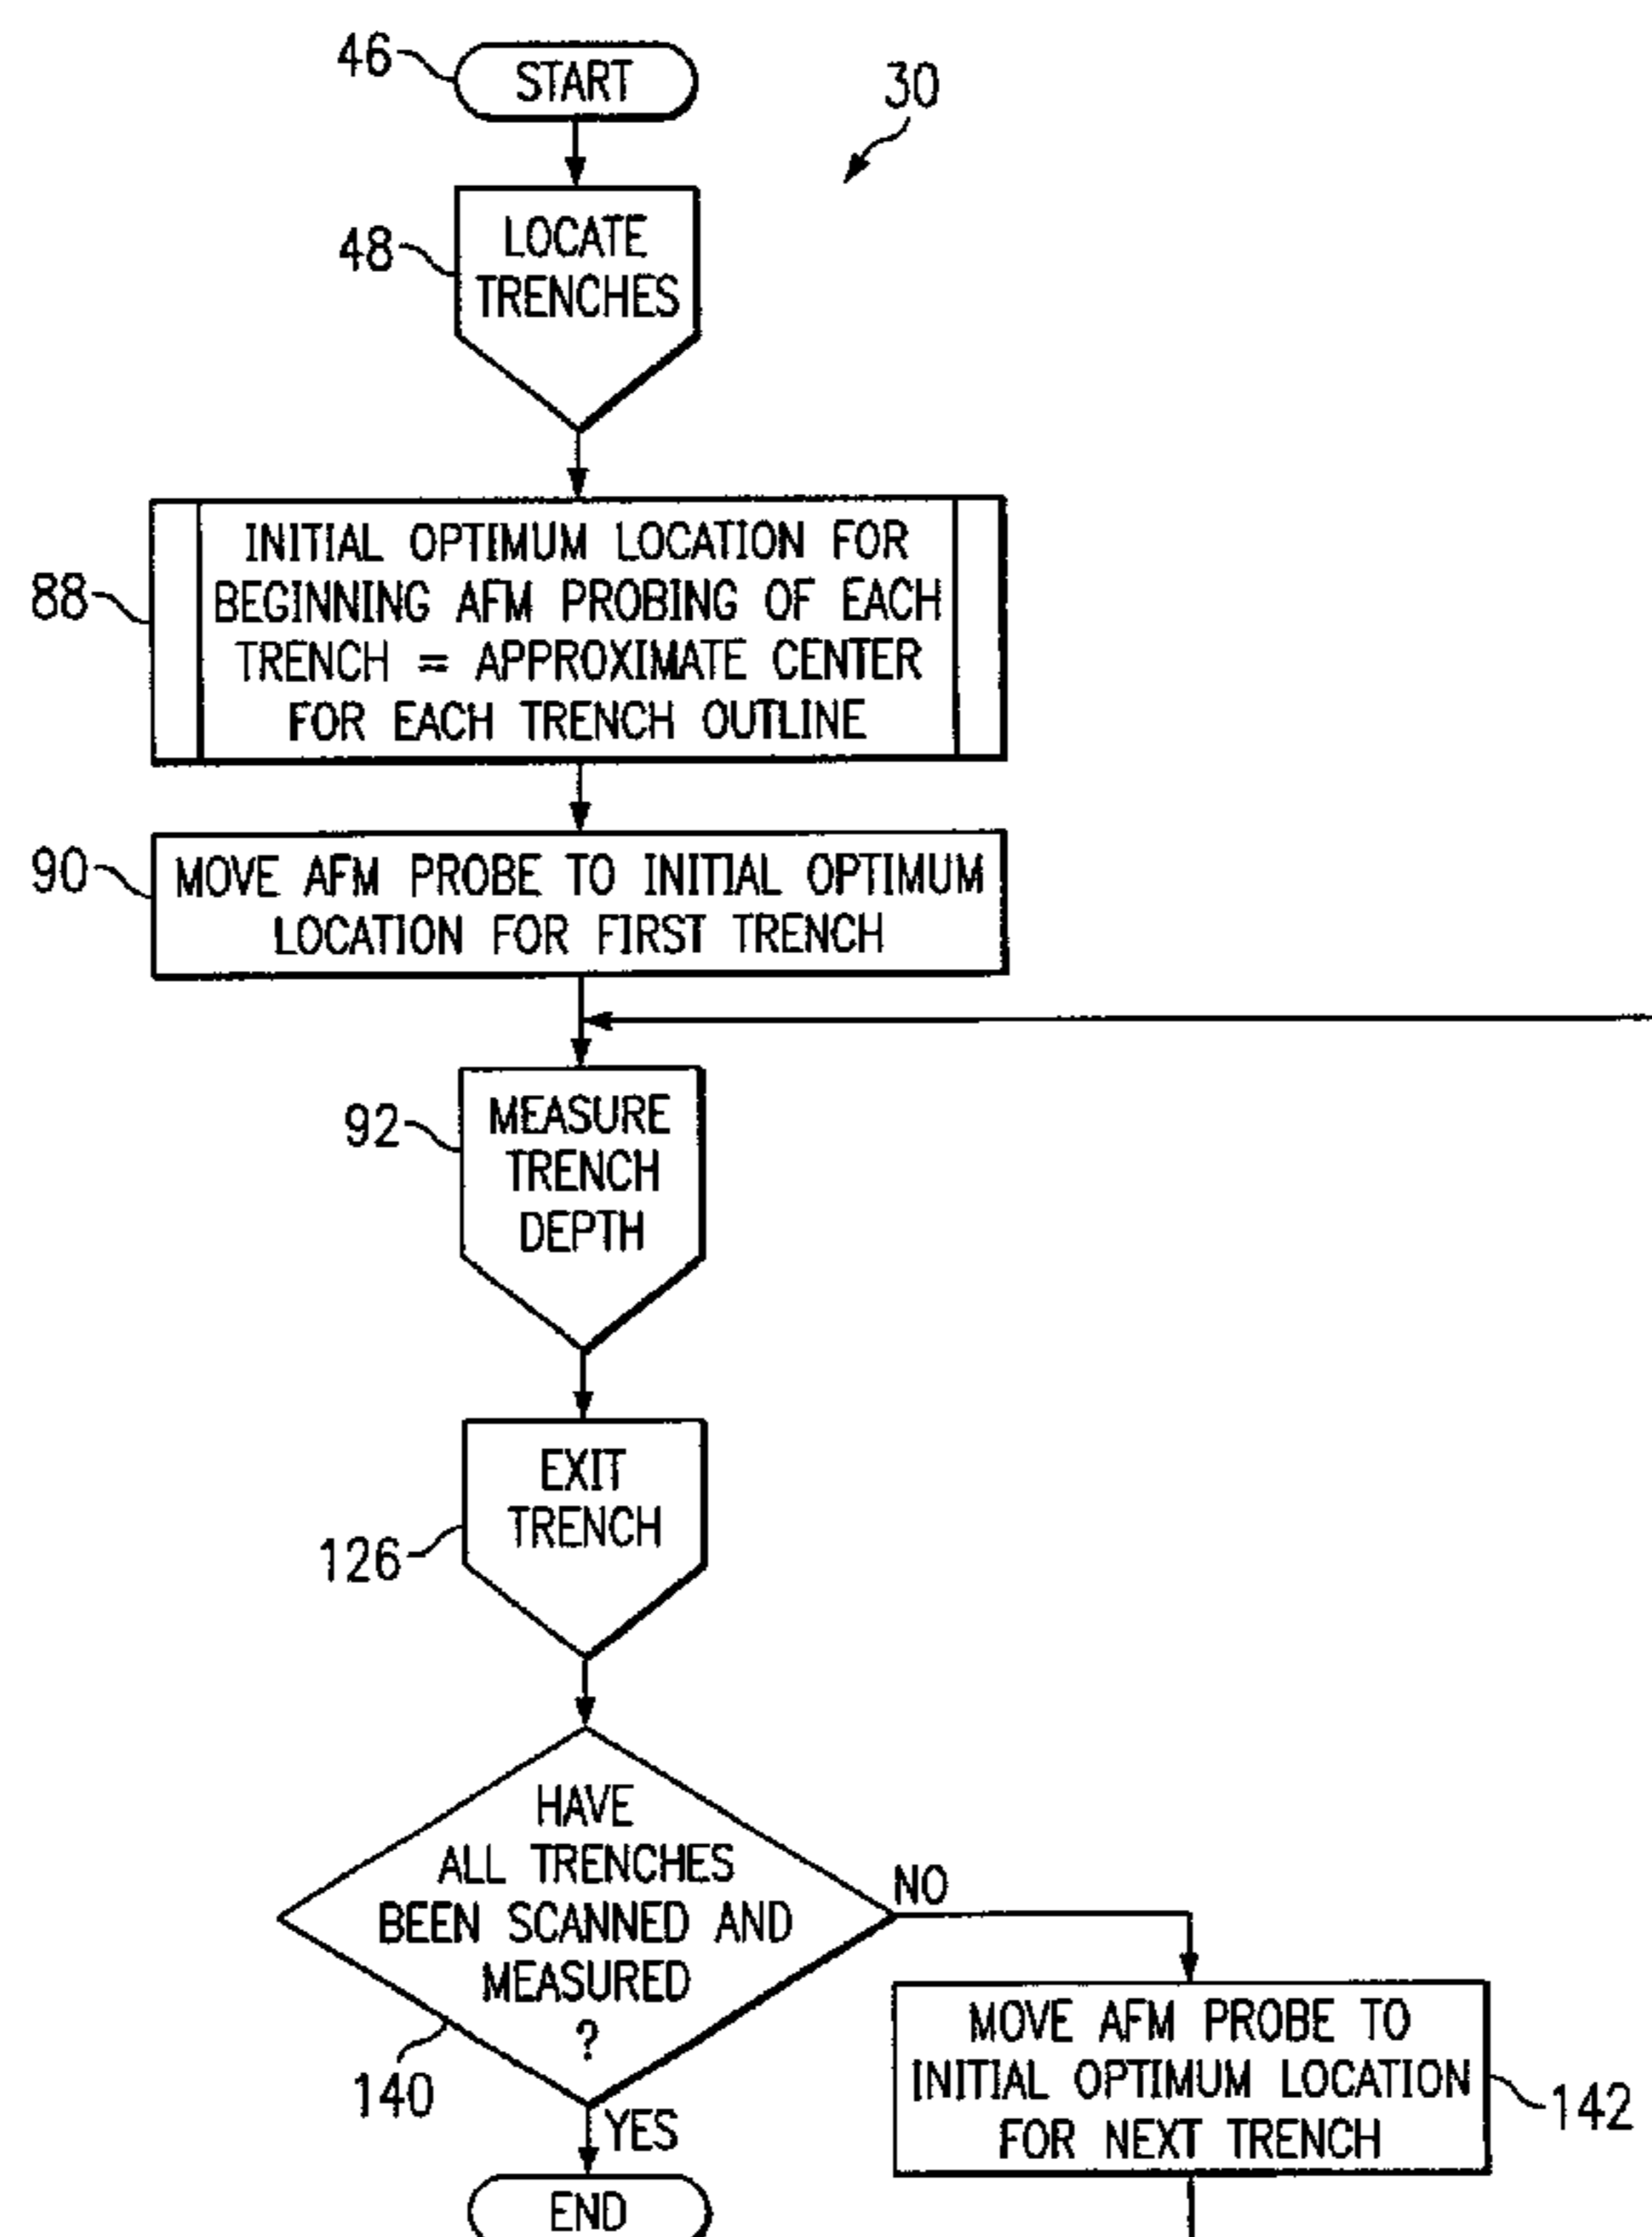 46
START
30
48
LOCATE
TRENCHES
88
INITIAL OPTIMUM LOCATION FOR
BEGINNING AFM PROBING OF EACH
TRENCH = APPROXIMATE CENTER
FOR EACH TRENCH OUTLINE
90
MOVE AFM PROBE TO INITIAL OPTIMUM
LOCATION FOR FIRST TRENCH
92
MEASURE
TRENCH
DEPTH
EXIT
TRENCH
126
HAVE
ALL TRENCHES
BEEN SCANNED AND
MEASURED
?
140
NO
MOVE AFM PROBE TO
INITIAL OPTIMUM LOCATION
FOR NEXT TRENCH
142
YES
END